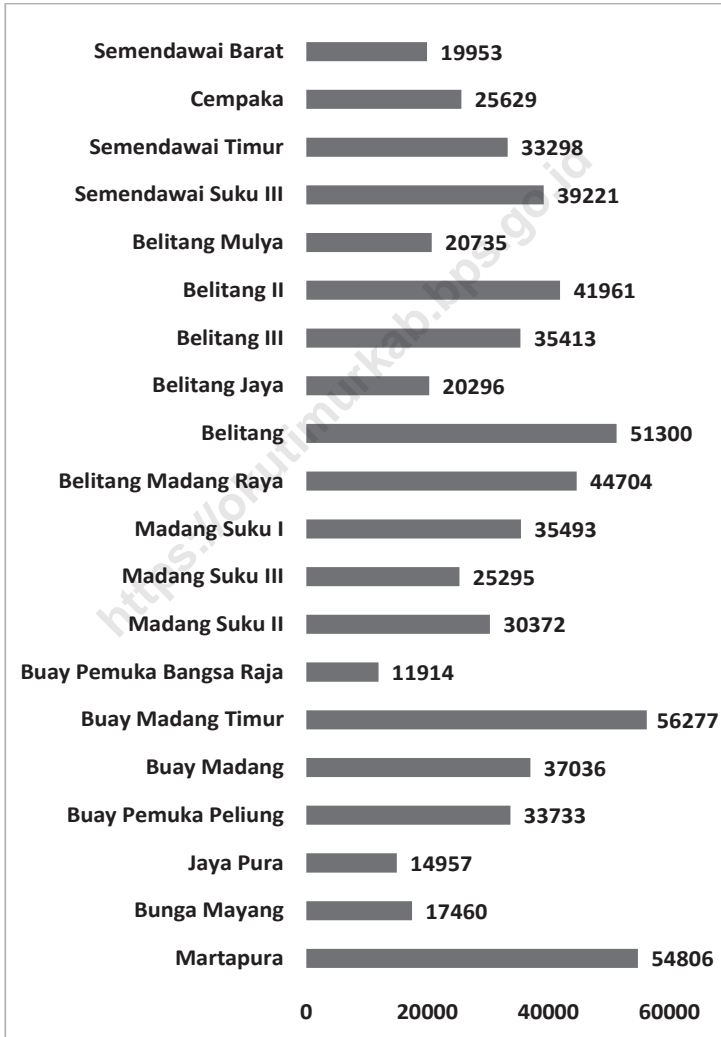 Semendawai Barat 19953
Cempaka 25629
Semendawai Timur 33298
Semendawai Suku III 39221
Belitang Mulya 20735
Belitang II 41961
Belitang III 35413
Belitang Jaya 20296
Belitang 51300
Belitang Madang Raya 44704
Madang Suku I 35493
Madang Suku III 25295
Madang Suku II 30372
Buay Pemuka Bangsa Raja 11914
Buay Madang Timur 56277
Buay Madang 37036
Buay Pemuka Peliung 33733
Jaya Pura 14957
Bunga Mayang 17460
Martapura 54806
0 20000 40000 60000
https://okutimurkab.bps.go.id